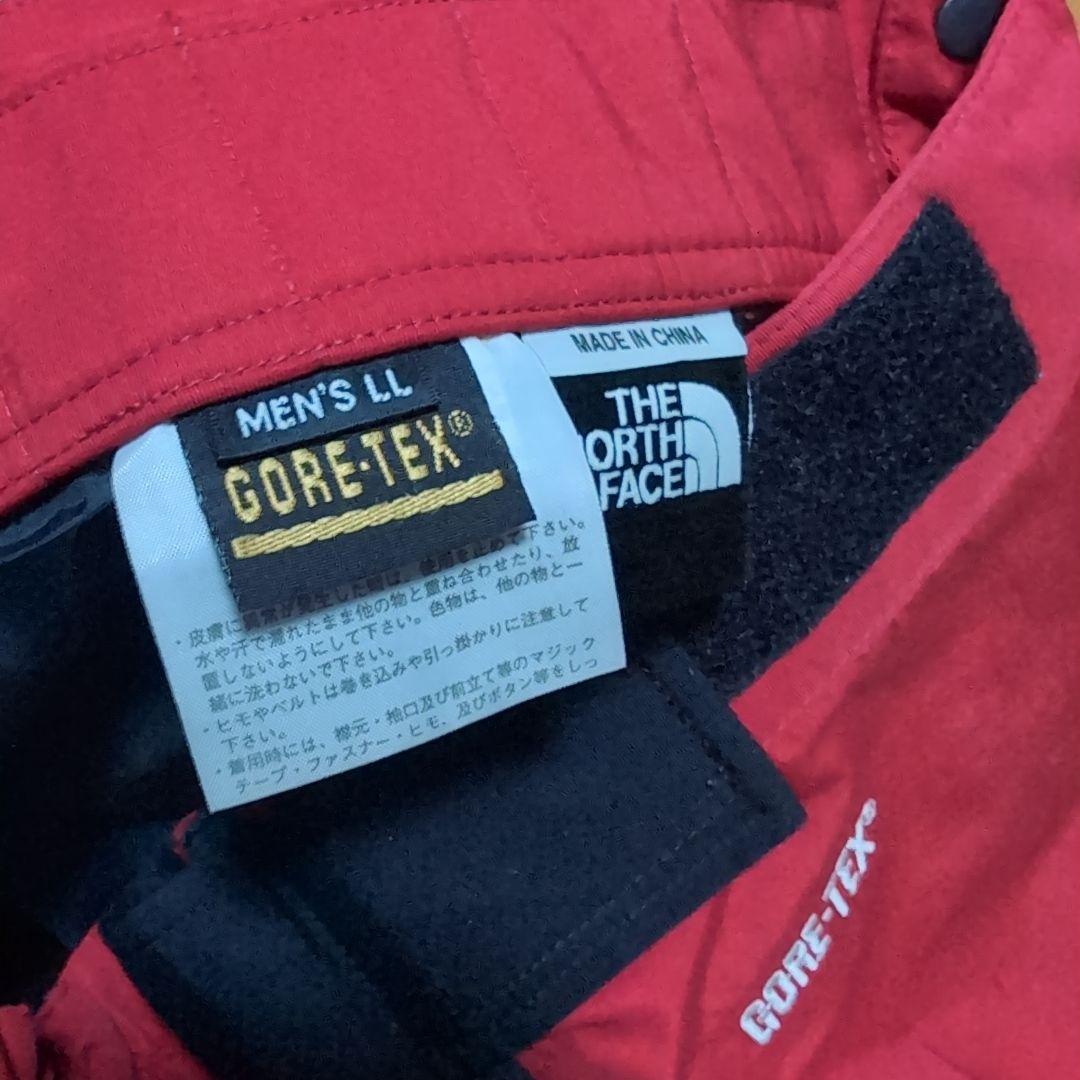 MADE IN CHINA
THE
ORTH
FACE
MEN'S LL
GORE-TEX®
異常が発生した時は、使用を止めて下さい。
・皮膚に
水や汗で濡れたまま他の物と重ね合わせたり、放
置しないようにして下さい。色物は、他の物と一
緒に洗わないで下さい。
・ヒモやベルトは巻き込みや引っ掛かりに注意して
下さい。
・着用時には、襟元・袖口及び前立て等のマジック
テープ・ファスナー・ヒモ、及びボタン等をしっ
GORE-TEX®